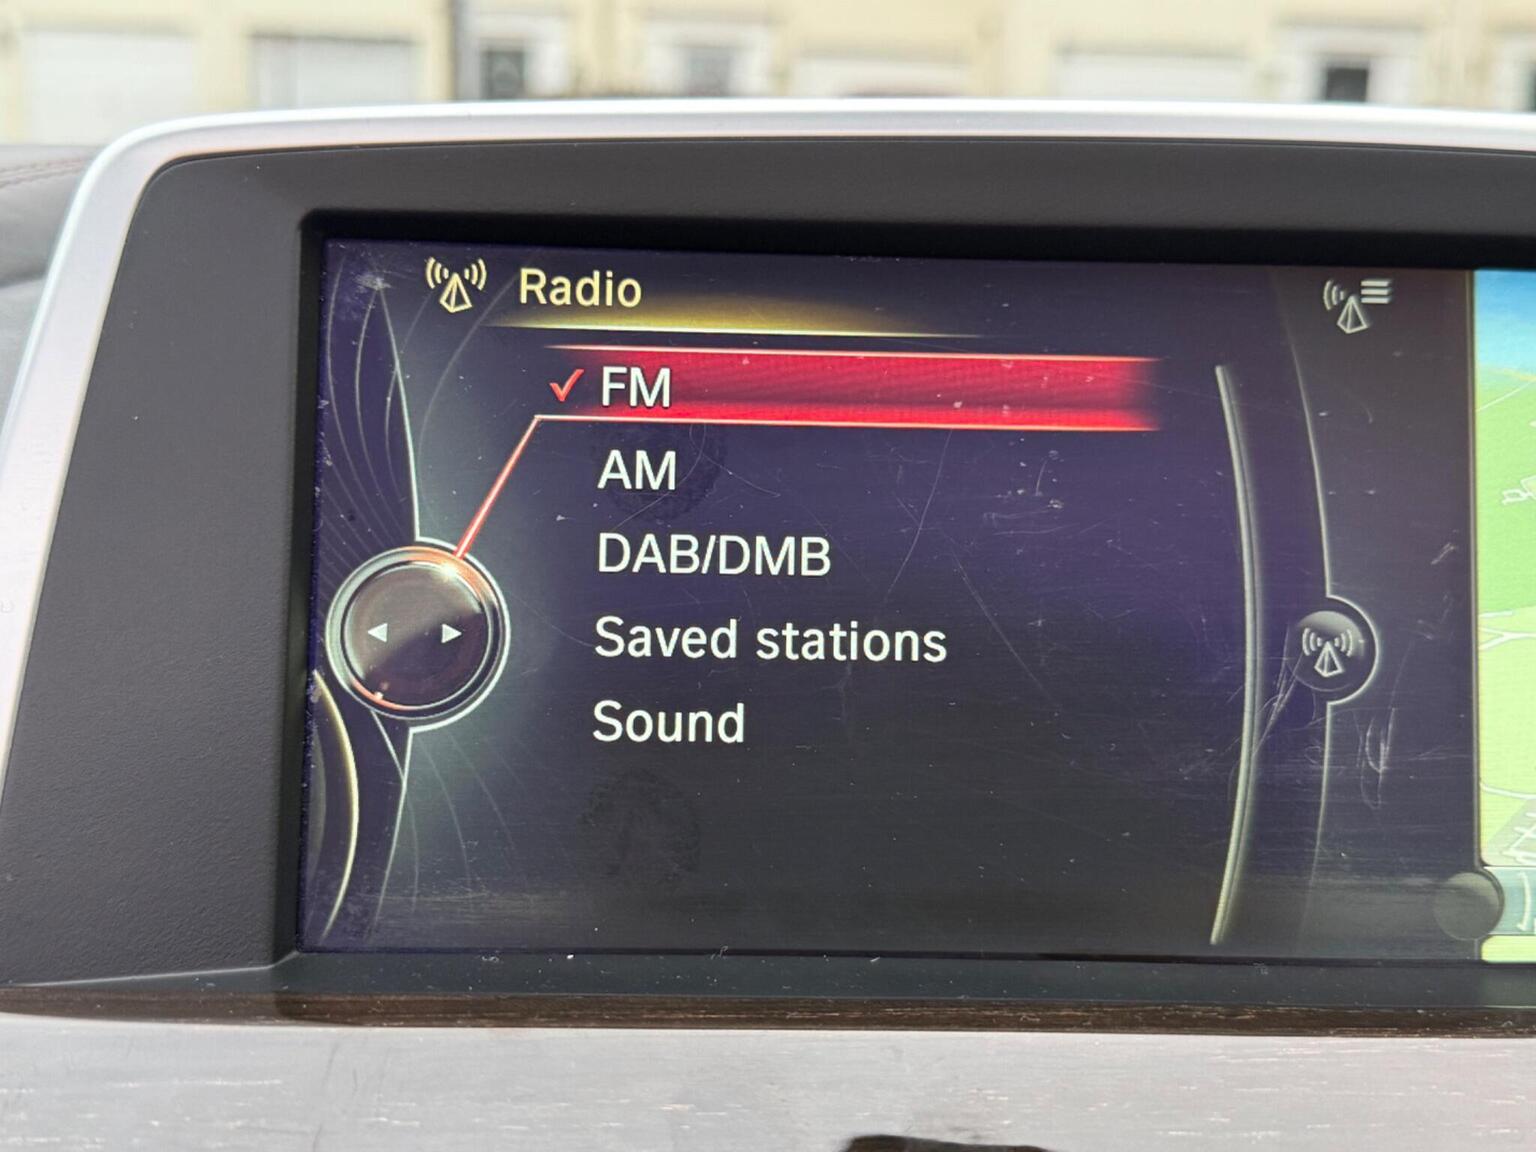 Radio
FM
AM
DAB/DMB
Saved stations
Sound